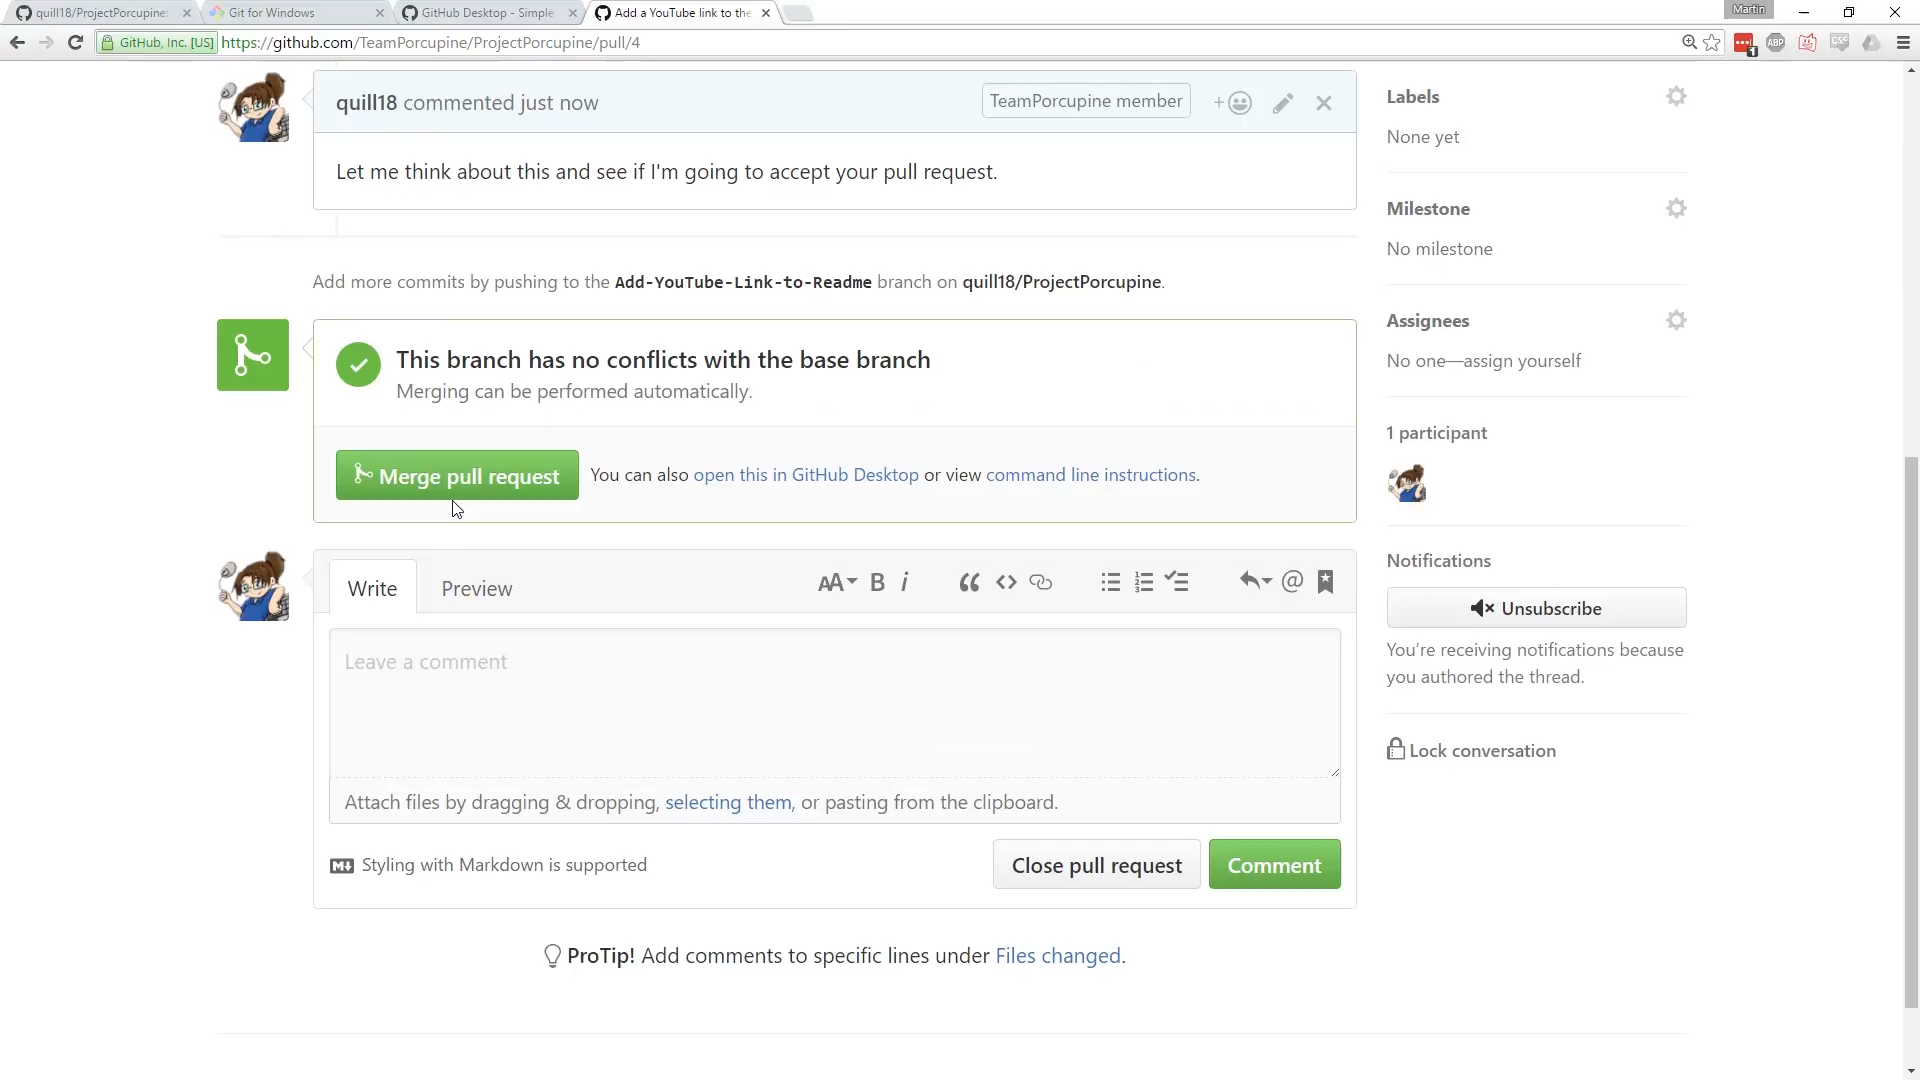 quill18/ProjectPorcupine:
Git for Windows
GitHub Desktop - Simple
Add a YouTube link to the
Martin
GitHub, Inc. [US]
https://github.com/TeamPorcupine/ProjectPorcupine/pull/4
1
ABP
CSS
quill18 commented just now
TeamPorcupine member
Let me think about this and see if I'm going to accept your pull request.
Labels
None yet
Milestone
No milestone
Add more commits by pushing to the Add-YouTube-Link-to-Readme branch on quill18/ProjectPorcupine.
Assignees
No one—assign yourself
This branch has no conflicts with the base branch
Merging can be performed automatically.
1 participant
Merge pull request
You can also open this in GitHub Desktop or view command line instructions.
Notifications
Unsubscribe
You’re receiving notifications because
you authored the thread.
Lock conversation
Write
Preview
AA
B
i
@
Leave a comment
Attach files by dragging & dropping, selecting them, or pasting from the clipboard.
Styling with Markdown is supported
Close pull request
Comment
ProTip! Add comments to specific lines under Files changed.